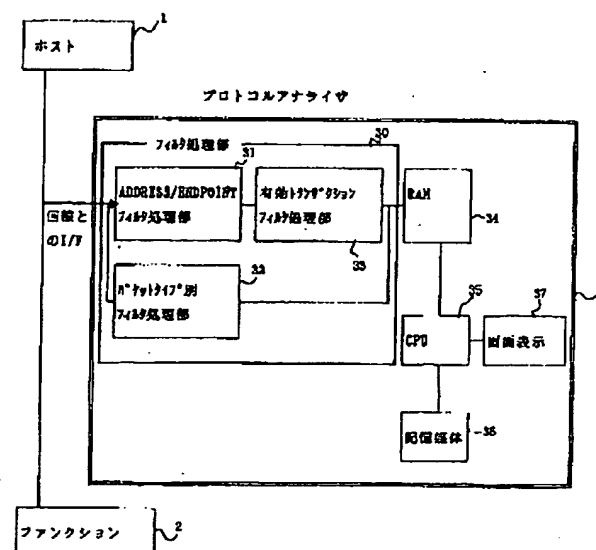 1
ホスト
プロトコルアナライザ
フィルタ処理部
30
31
ADDRESS/ENDPOINT
フィルタ処理部
有効トランザクション
フィルタ処理部
33
RAM
34
回線と
のI/F
32
パケットタイプ別
フィルタ処理部
35
CPU
37
画面表示
記憶媒体
36
ファンクション
2